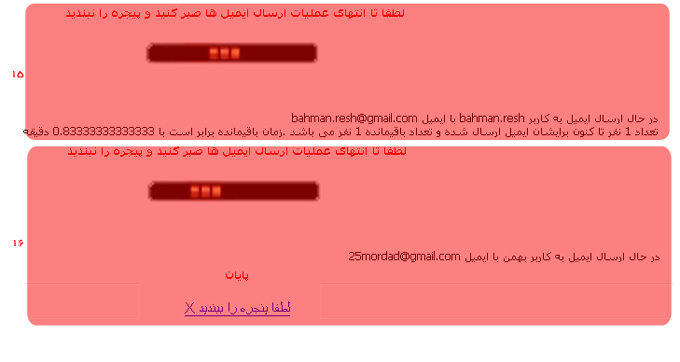 لطفا تا انتهای عملیات ارسال ایمیل ها صبر کنید و پیجره را نبندید
۱۵
در حال ارسال ایمیل به کاربر bahman.resh با ایمیل bahman.resh@gmail.com
تعداد 1 نفر تا کنون برایشان ایمیل ارسال شده و تعداد باقیمانده 1 نفر می باشد .زمان باقیمانده برابر است با 0.83333333333333 دقیقه
لطفا تا انتهای عملیات ارسال ایمیل ها صبر کنید و پیجره را نبندید
۱۶
در حال ارسال ایمیل به کاربر بهمن با ایمیل 25mordad@gmail.com
پایان
لطفا پنجره را ببندید X